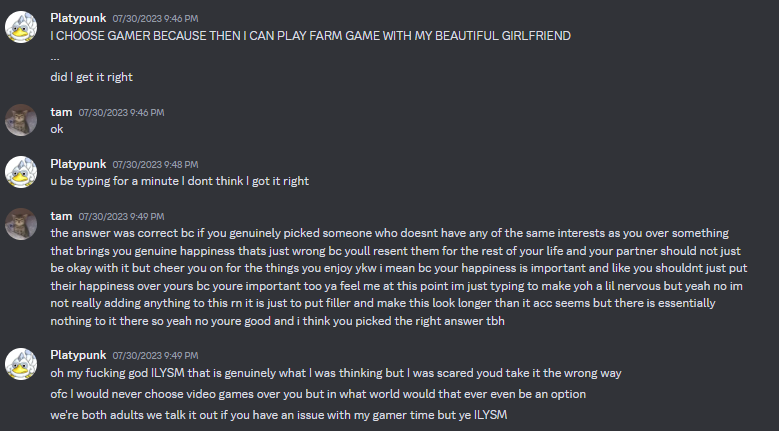 Platypunk 07/30/2023 9:46 PM
I CHOOSE GAMER BECAUSE THEN I CAN PLAY FARM GAME WITH MY BEAUTIFUL GIRLFRIEND
...
did I get it right
tam 07/30/2023 9:46 PM
ok
Platypunk 07/30/2023 9:48 PM
u be typing for a minute I dont think I got it right
tam 07/30/2023 9:49 PM
the answer was correct bc if you genuinely picked someone who doesnt have any of the same interests as you over something
that brings you genuine happiness thats just wrong bc youll resent them for the rest of your life and your partner should not just
be okay with it but cheer you on for the things you enjoy ykw i mean bc your happiness is important and like you shouldnt just put
their happiness over yours bc youre important too ya feel me at this point im just typing to make yoh a lil nervous but yeah no im
not really adding anything to this rn it is just to put filler and make this look longer than it acc seems but there is essentially
nothing to it there so yeah no youre good and i think you picked the right answer tbh
Platypunk 07/30/2023 9:49 PM
oh my fucking god ILYSM that is genuinely what I was thinking but I was scared youd take it the wrong way
ofc I would never choose video games over you but in what world would that ever even be an option
we're both adults we talk it out if you have an issue with my gamer time but ye ILYSM